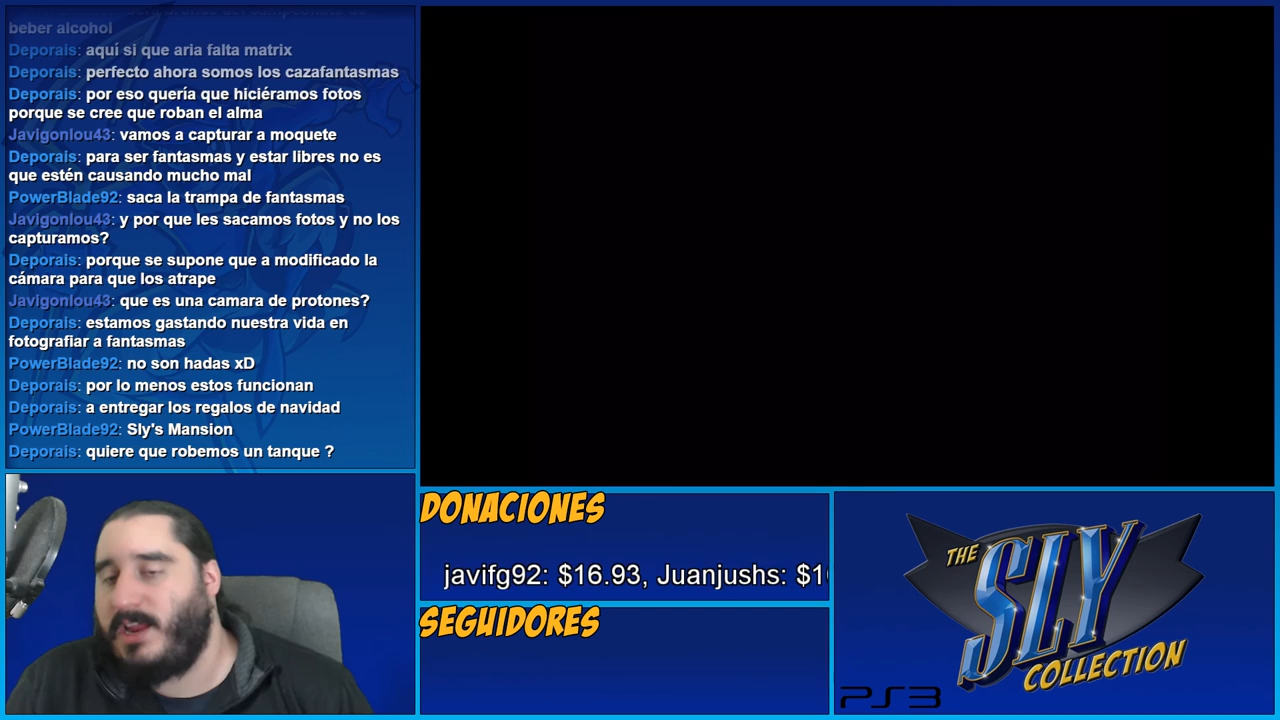 beber alcohol
Deporais: aquí si que aria falta matrix
Deporais: perfecto ahora somos los cazafantasmas
Deporais: por eso quería que hiciéramos fotos
porque se cree que roban el alma
Javigonlou43: vamos a capturar a moquete
Deporais: para ser fantasmas y estar libres no es
que estén causando mucho mal
PowerBlade92: saca la trampa de fantasmas
Javigonlou43: y por que les sacamos fotos y no los
capturamos?
Deporais: porque se supone que a modificado la
cámara para que los atrape
Javigonlou43: que es una camara de protones?
Deporais: estamos gastando nuestra vida en
fotografiar a fantasmas
PowerBlade92: no son hadas xD
Deporais: por lo menos estos funcionan
Deporais: a entregar los regalos de navidad
PowerBlade92: Sly's Mansion
Deporais: quiere que robemos un tanque ?
DONACIONES
javifg92: $16.93, Juanjushs: $1
SEGUIDORES
THE
SLY
COLLECTION
PS3